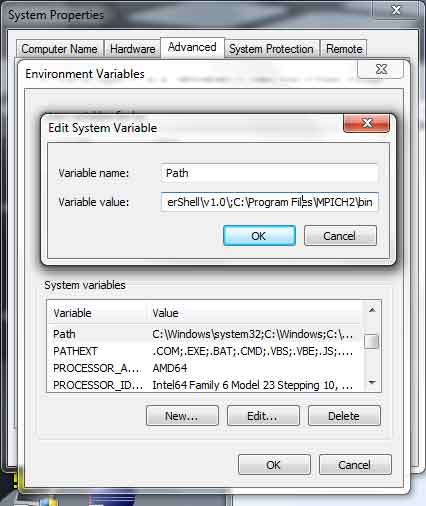 System Properties
Computer Name Hardware Advanced System Protection Remote
Environment Variables
Edit System Variable
Variable name: Path
Variable value: erShell\v1.0\;C:\Program Files\MPICH2\bin
OK Cancel
System variables
Variable Value
Path C:\Windows\system32;C:\Windows;C:\...
PATHEXT .COM;.EXE;.BAT;.CMD;.VBS;.VBE;.JS;....
PROCESSOR_A... AMD64
PROCESSOR_ID... Intel64 Family 6 Model 23 Stepping 10, ...
New... Edit... Delete
OK Cancel